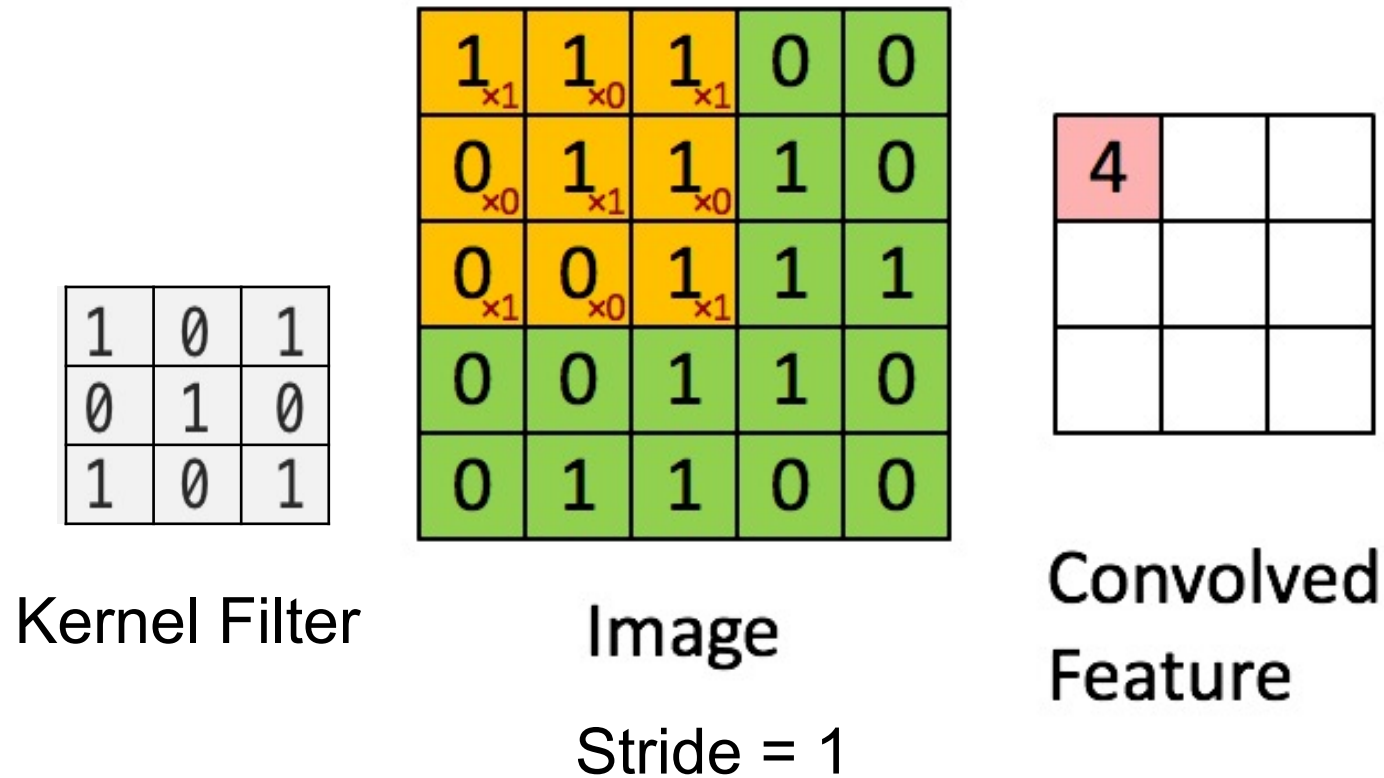 1 0 1
0 1 0
1 0 1
Kernel Filter
1×1 1×0 1×1 0 0
0×0 1×1 1×0 1 0
0×1 0×0 1×1 1 1
0 0 1 1 0
0 1 1 0 0
Image
Stride = 1
4
Convolved
Feature